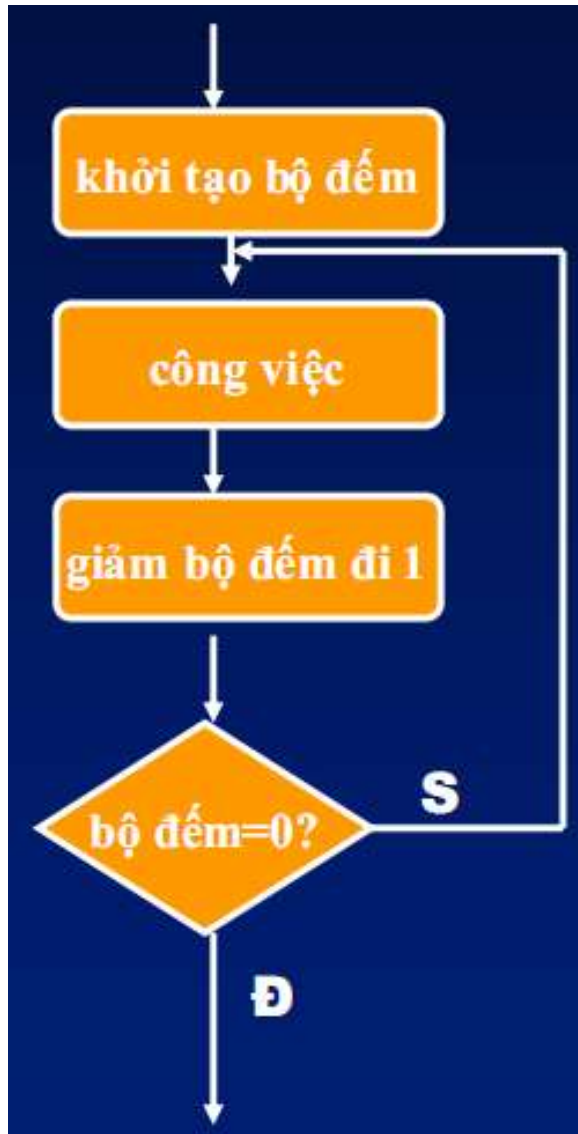 khởi tạo bộ đếm
công việc
giảm bộ đếm đi 1
bộ đếm=0?
S
Đ